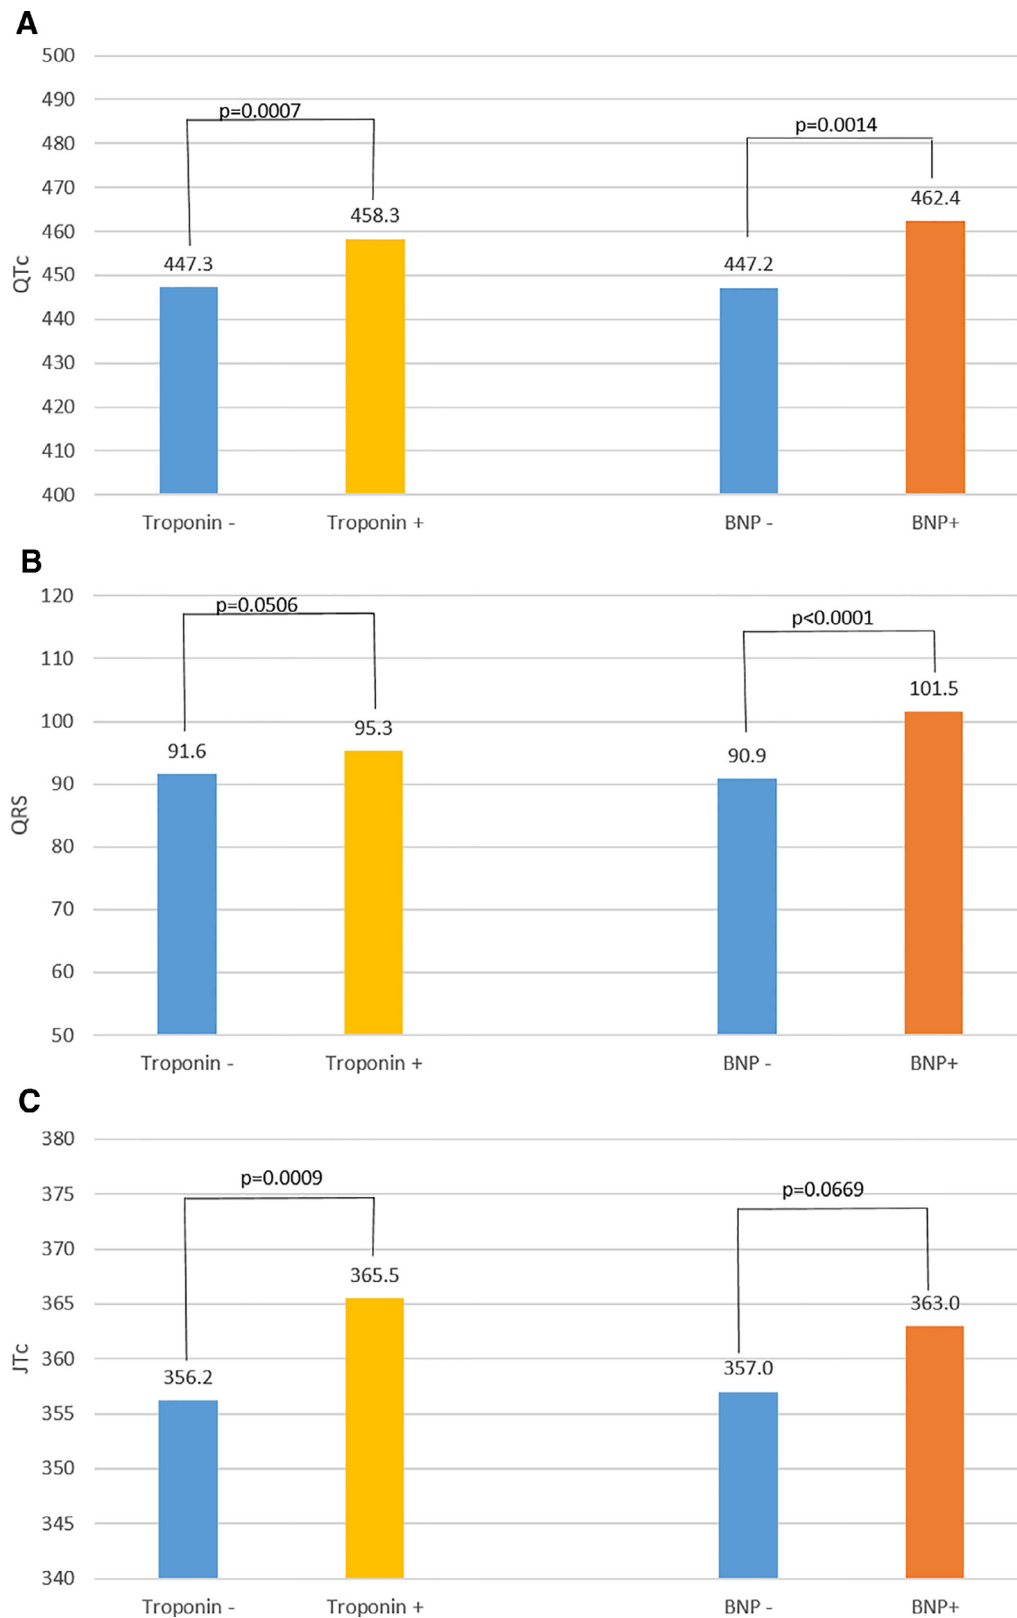 A
500
490
480
470
460
450
440
430
420
410
400
QTc
p=0.0007
p=0.0014
447.3
458.3
447.2
462.4
Troponin -
Troponin +
BNP -
BNP+
B
120
110
100
90
80
70
60
50
QRS
p=0.0506
p<0.0001
91.6
95.3
90.9
101.5
Troponin -
Troponin +
BNP -
BNP+
C
380
375
370
365
360
355
350
345
340
JTc
p=0.0009
p=0.0669
356.2
365.5
357.0
363.0
Troponin -
Troponin +
BNP -
BNP+